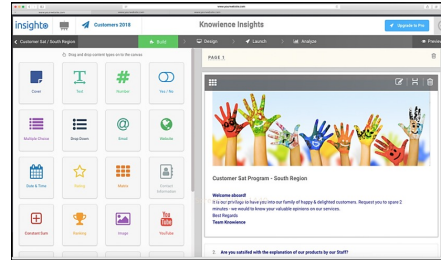 insighto
Customers 2019
Knowience Insights
Upgrade to Pro
Customer Sat / South Region
Build
Design
Launch
Analyze
Preview
Drag and drop content types on to the canvas
PAGE 1
Cover
Text
Number
Yes / No
Multiple Choice
Drop Down
Email
Website
Date & Time
Rating
Matrix
Contact
Information
Constant Sum
Ranking
Image
YouTube
Customer Sat Program - South Region
Welcome aboard!
It is our privilege to have you into our family of happy & delighted customers. Request you to spare 2
minutes - we would to know your valuable opinions on our services.
Best Regards
Team Knowience
Are you satisfied with the explanation of our products by our Staff?